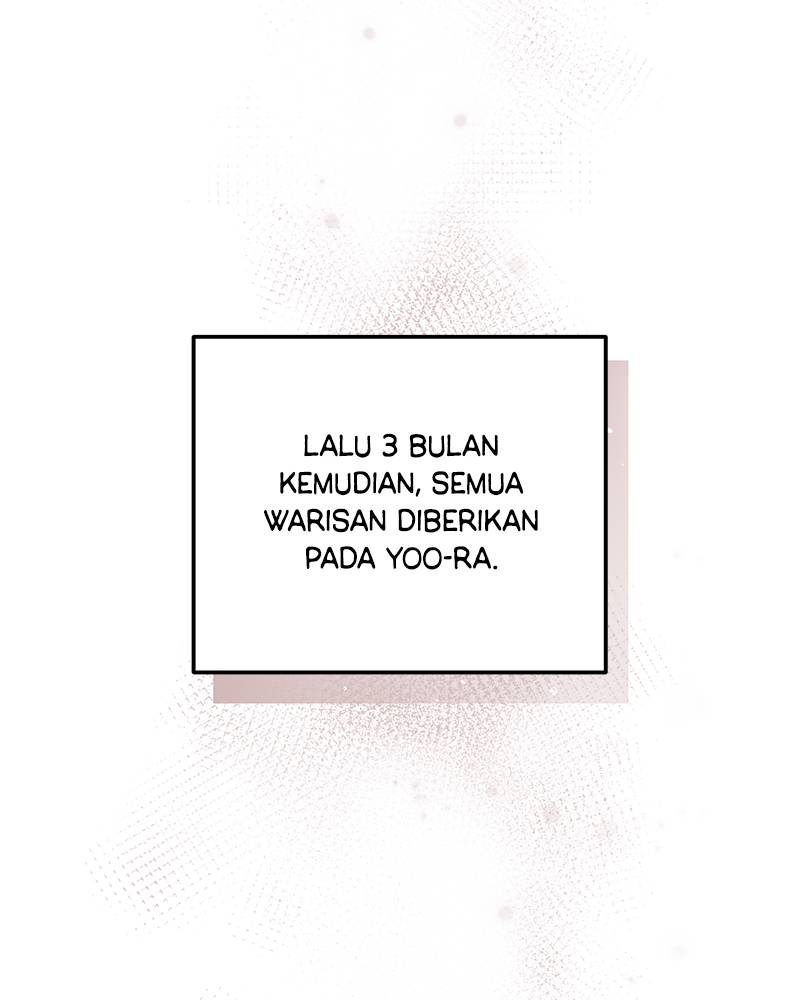 LALU 3 BULAN
KEMUDIAN, SEMUA
WARISAN DIBERIKAN
PADA YOO-RA.